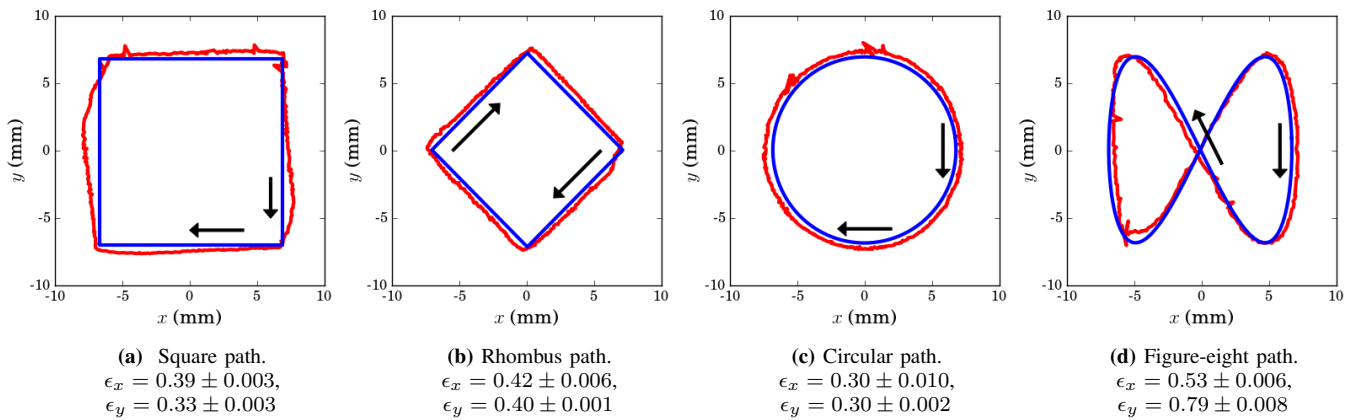 10
5
0
-5
-10
y (mm)
-10 -5 0 5 10
x (mm)
(a) Square path.
ϵx = 0.39 ± 0.003,
ϵy = 0.33 ± 0.003
10
5
0
-5
-10
y (mm)
-10 -5 0 5 10
x (mm)
(b) Rhombus path.
ϵx = 0.42 ± 0.006,
ϵy = 0.40 ± 0.001
10
5
0
-5
-10
y (mm)
-10 -5 0 5 10
x (mm)
(c) Circular path.
ϵx = 0.30 ± 0.010,
ϵy = 0.30 ± 0.002
10
5
0
-5
-10
y (mm)
-10 -5 0 5 10
x (mm)
(d) Figure-eight path.
ϵx = 0.53 ± 0.006,
ϵy = 0.79 ± 0.008